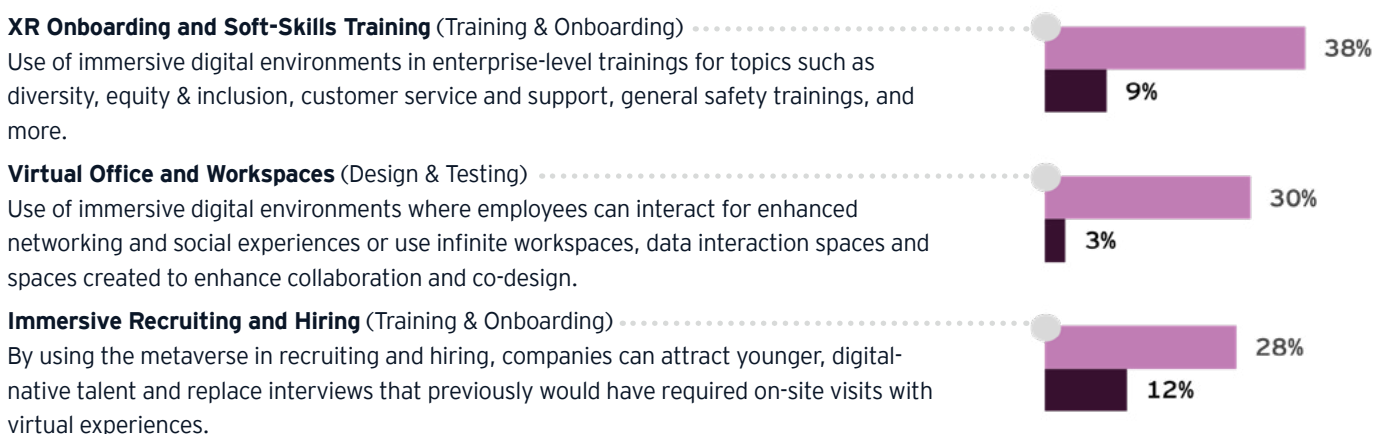 XR Onboarding and Soft-Skills Training (Training & Onboarding)
38%
Use of immersive digital environments in enterprise-level trainings for topics such as
9%
diversity, equity & inclusion, customer service and support, general safety trainings, and
more.
Virtual Office and Workspaces (Design & Testing)
30%
Use of immersive digital environments where employees can interact for enhanced
3%
networking and social experiences or use infinite workspaces, data interaction spaces and
spaces created to enhance collaboration and co-design.
Immersive Recruiting and Hiring (Training & Onboarding)
28%
By using the metaverse in recruiting and hiring, companies can attract younger, digital-
12%
native talent and replace interviews that previously would have required on-site visits with
virtual experiences.